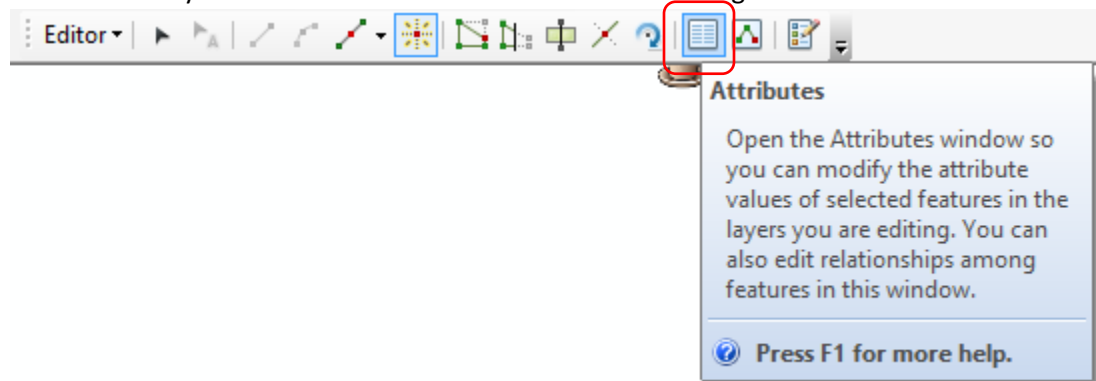 Editor
Attributes
Open the Attributes window so
you can modify the attribute
values of selected features in the
layers you are editing. You can
also edit relationships among
features in this window.
Press F1 for more help.